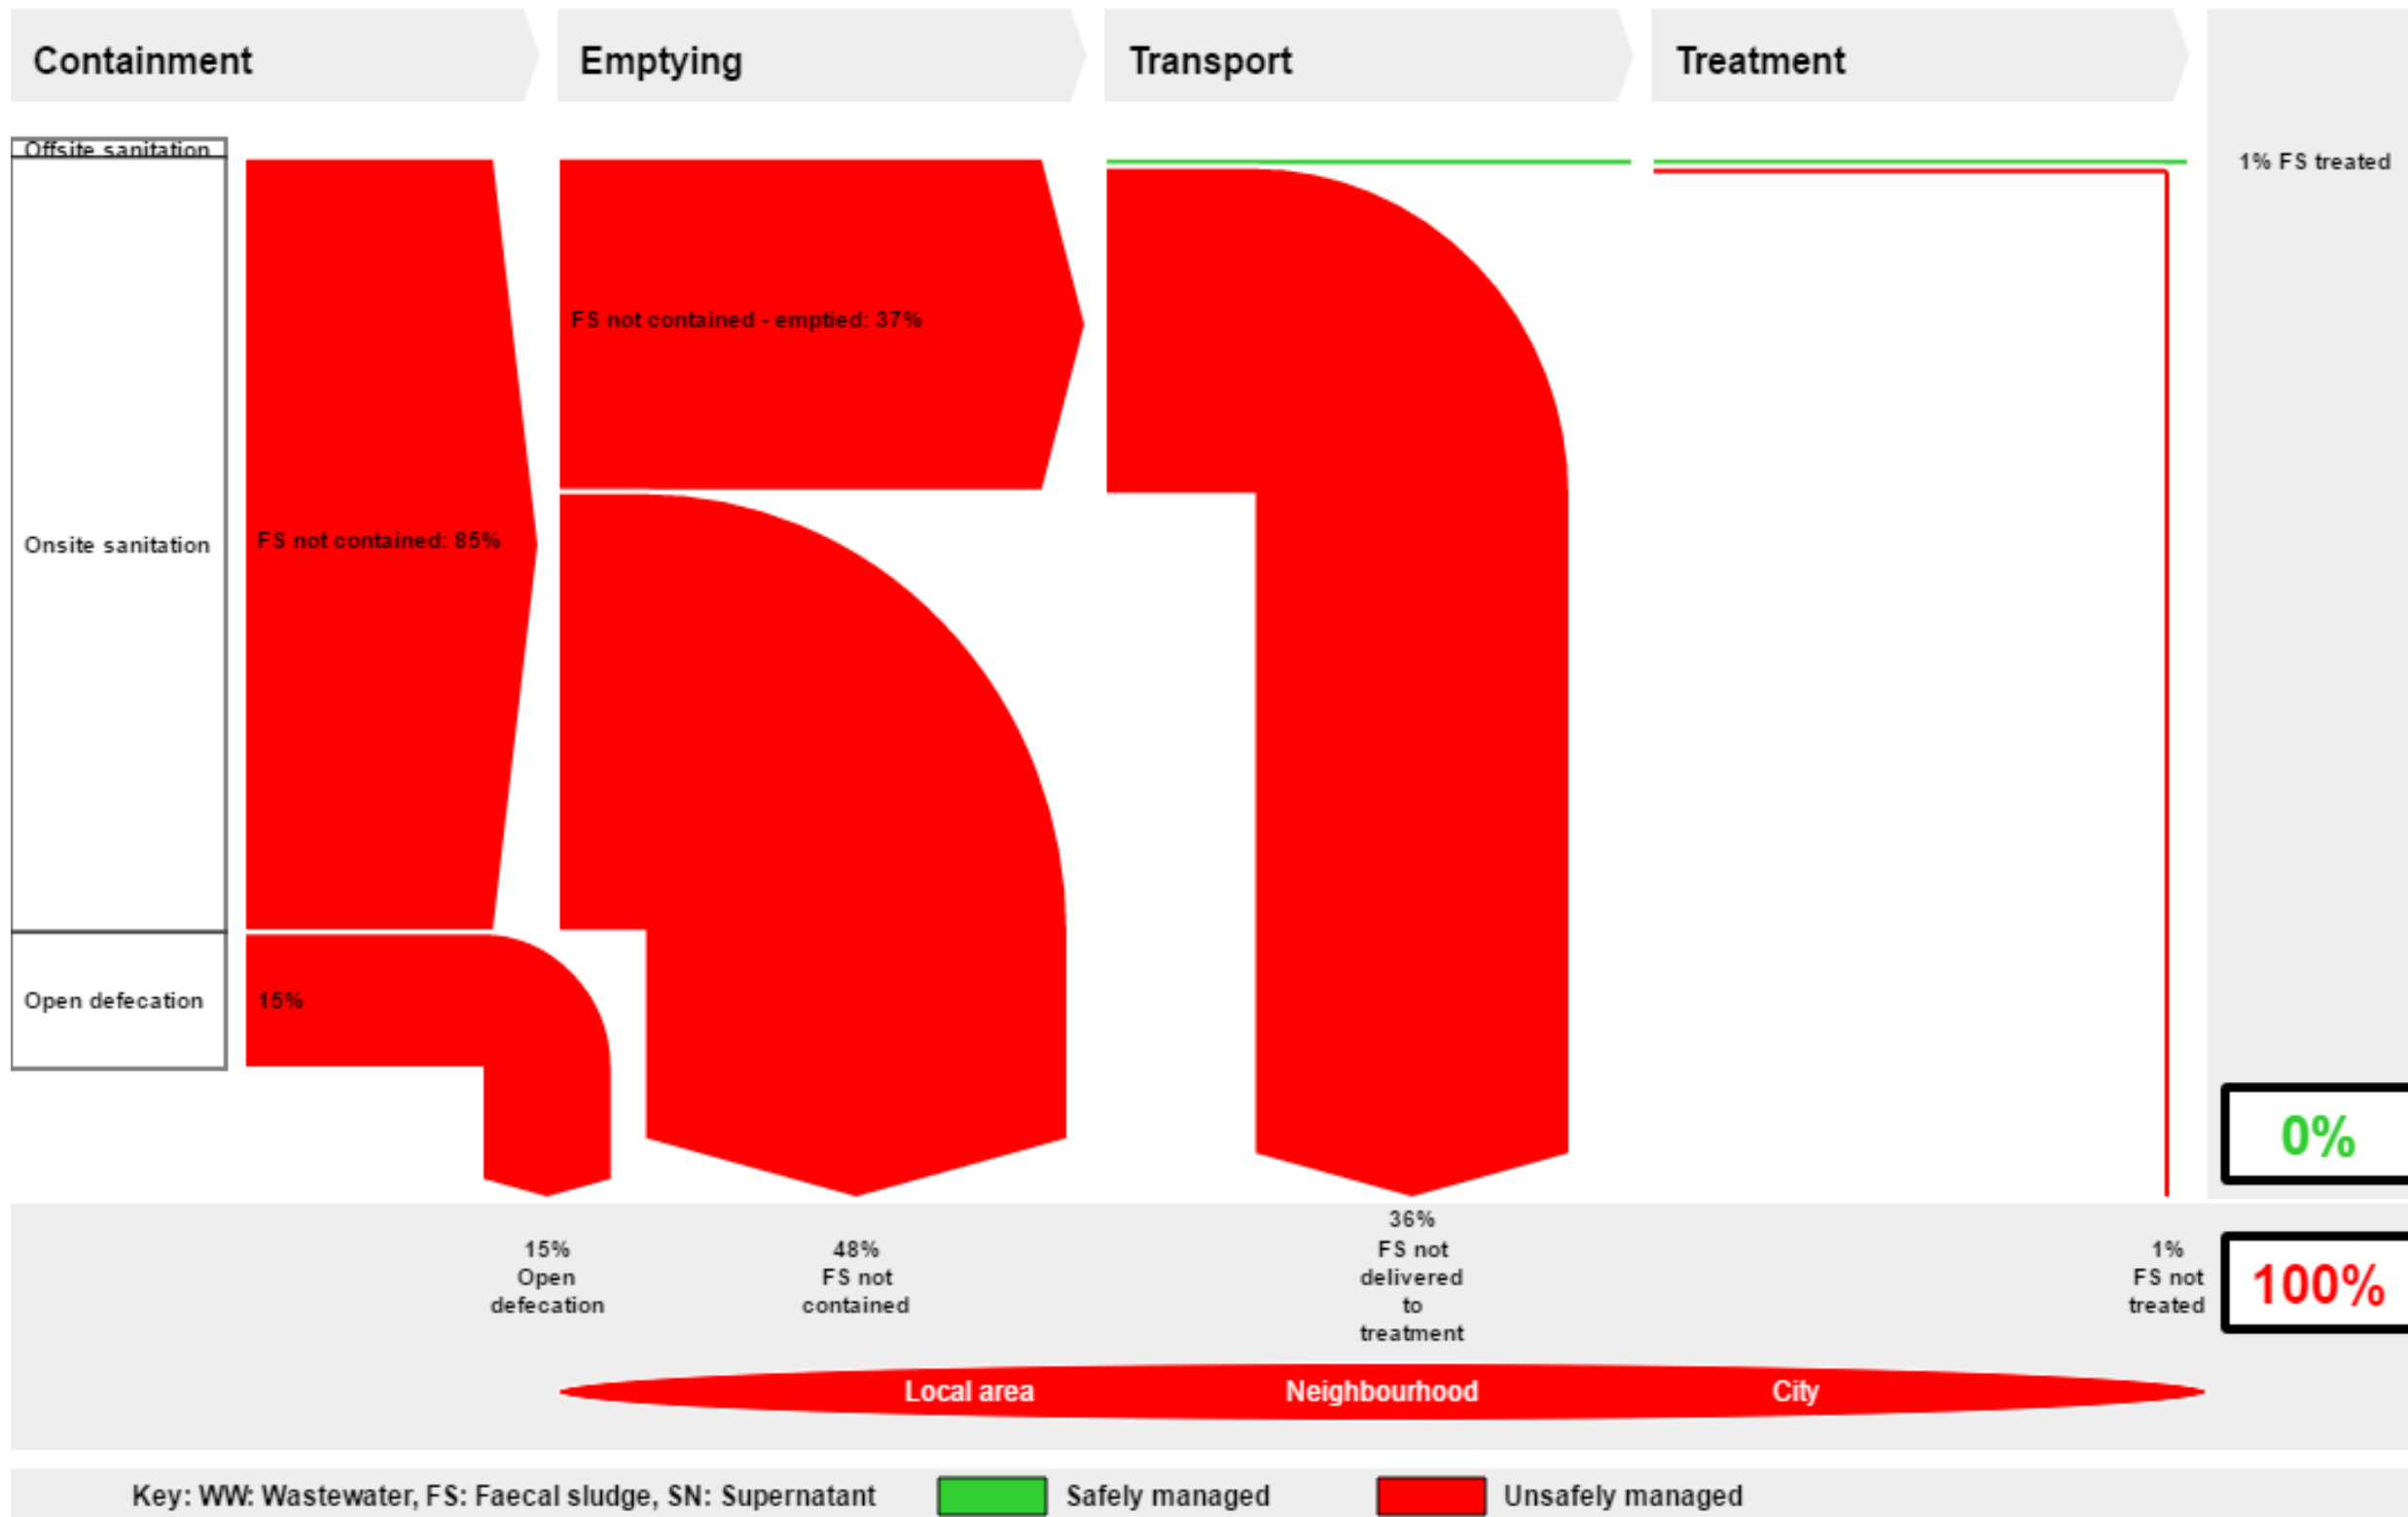 Containment
Emptying
Transport
Treatment
Offsite sanitation
1% FS treated
FS not contained - emptied: 37%
Onsite sanitation
FS not contained: 85%
Open defecation
15%
0%
15%
Open
defecation
48%
FS not
contained
36%
FS not
delivered
to
treatment
1%
FS not
treated
100%
Local area
Neighbourhood
City
Key: WW: Wastewater, FS: Faecal sludge, SN: Supernatant
Safely managed
Unsafely managed